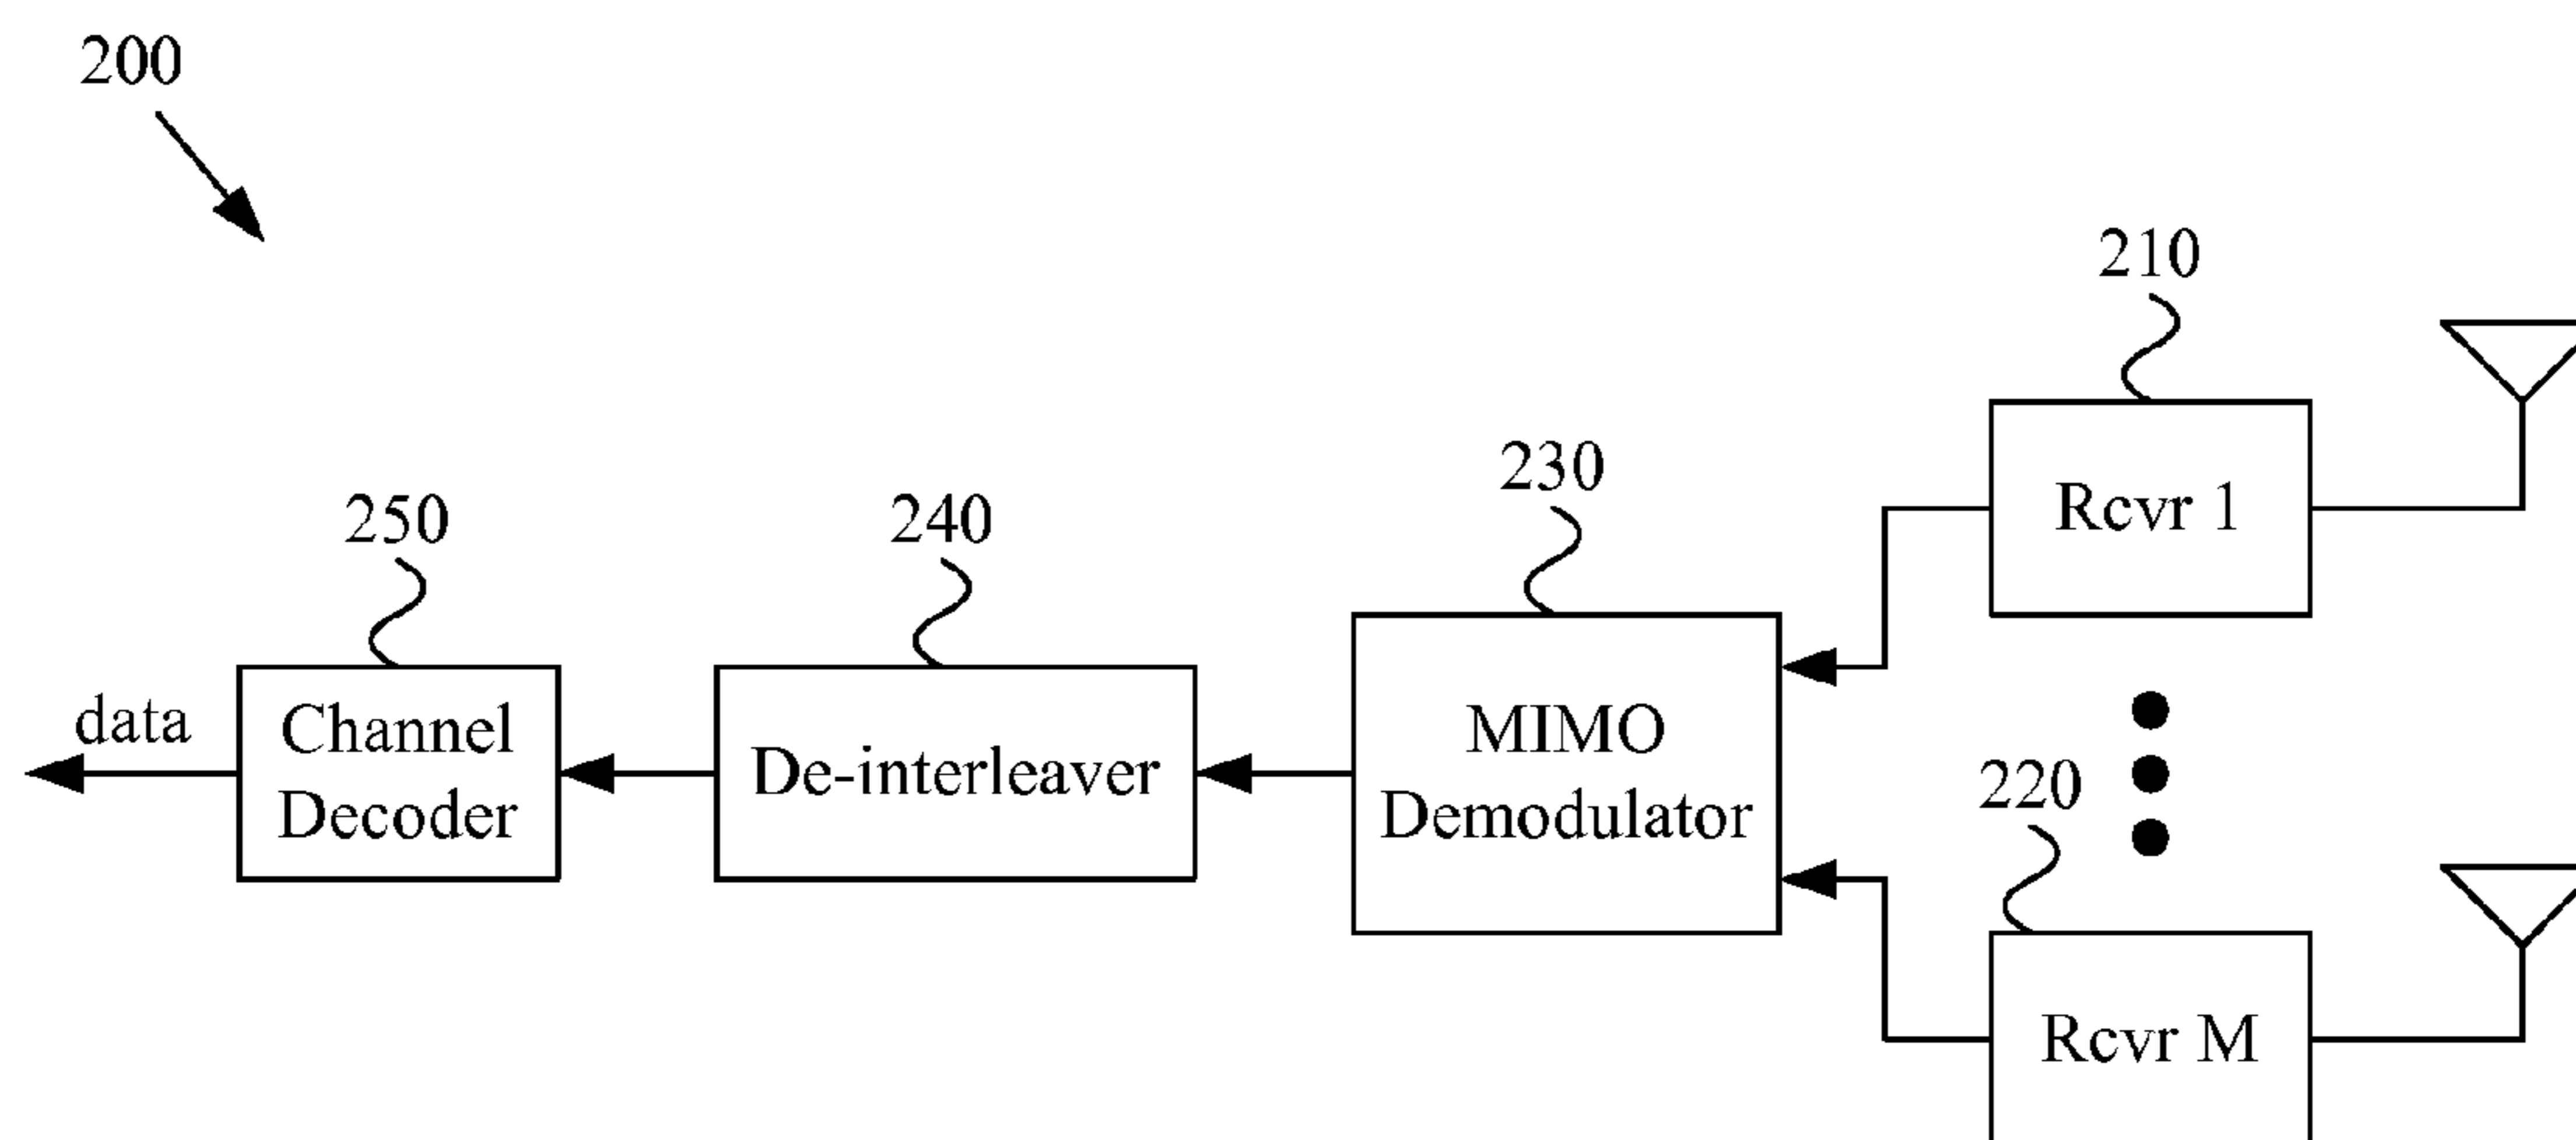 200
210
230
250
240
Rcvr 1
data
Channel
Decoder
De-interleaver
MIMO
Demodulator
220
Rcvr M